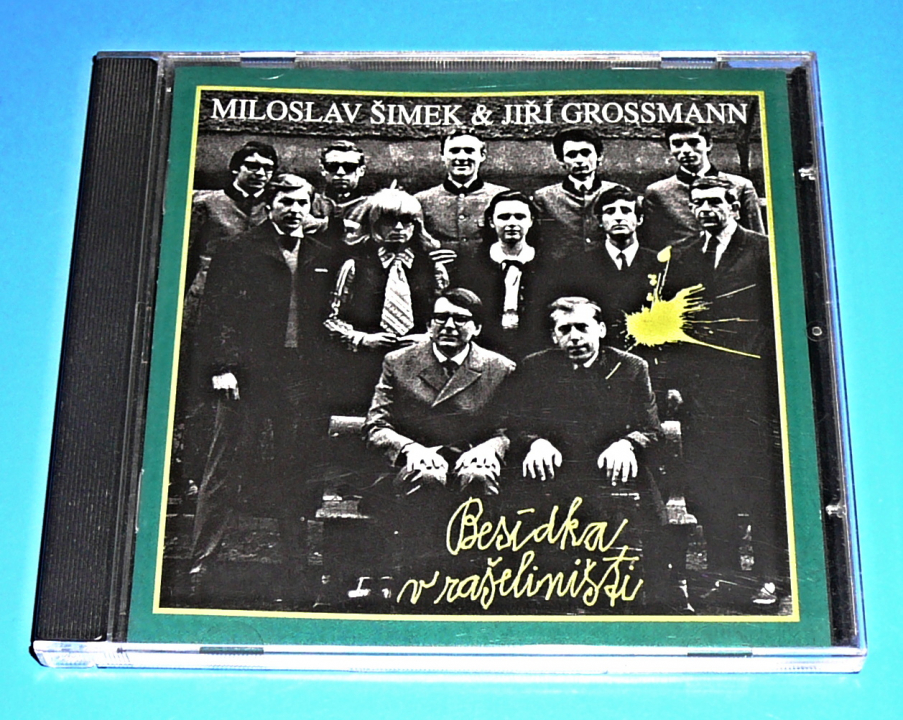 MILOSLAV ŠIMEK & JIŘÍ GROSSMANN
Besídka
v rašeliništi